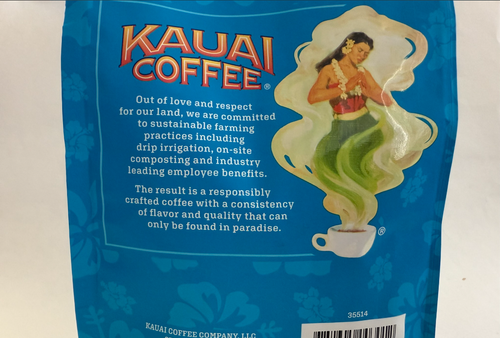 KAUAI
COFFEE®
Out of love and respect
for our land, we are committed
to sustainable farming
practices including
drip irrigation, on-site
composting and industry
leading employee benefits.
The result is a responsibly
crafted coffee with a consistency
of flavor and quality that can
only be found in paradise.
®
35514
KAUAI COFFEE COMPANY, LLC